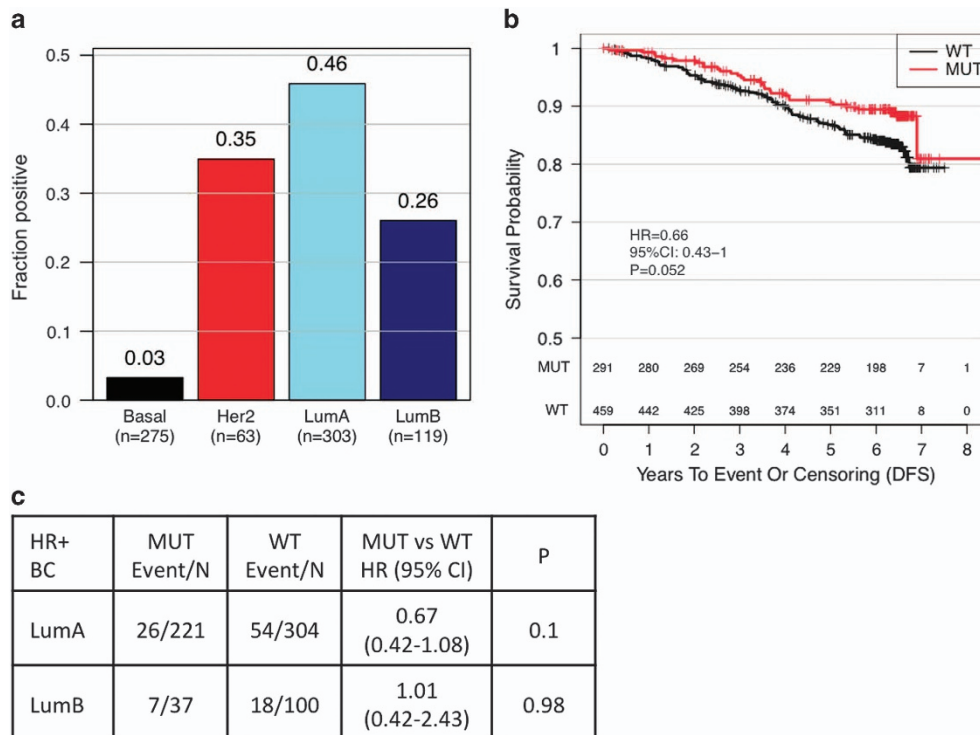 a
Fraction positive
0.5
0.4
0.3
0.2
0.1
0.0
0.03
0.35
0.46
0.26
Basal Her2 LumA LumB
(n=275) (n=63) (n=303) (n=119)
b
Survival Probability
1
0.9
0.8
0.7
0.6
0.5
WT
MUT
HR=0.66
95%CI: 0.43–1
P=0.052
MUT 291 280 269 254 236 229 198 7 1
WT 459 442 425 398 374 351 311 8 0
0 1 2 3 4 5 6 7 8
Years To Event Or Censoring (DFS)
c
HR+ MUT WT MUT vs WT P
BC Event/N Event/N HR (95% CI)
LumA 26/221 54/304 0.67 0.1
(0.42-1.08)
LumB 7/37 18/100 1.01 0.98
(0.42-2.43)